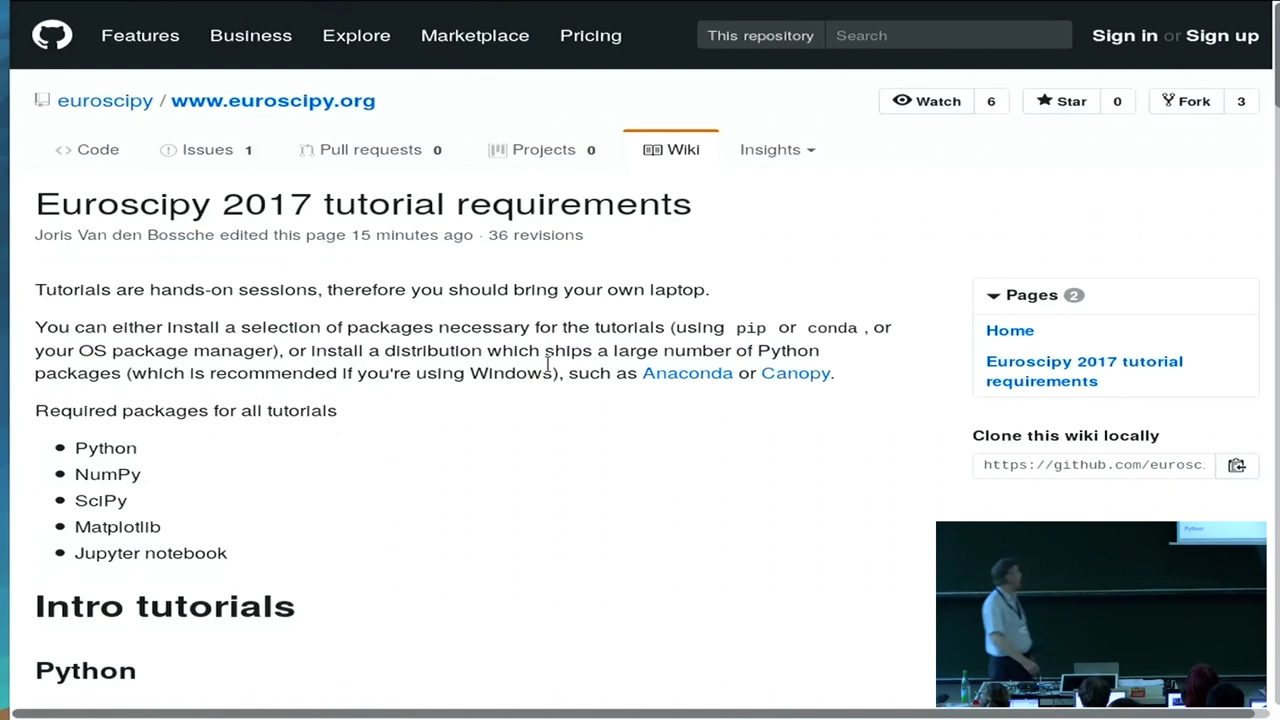 Features Business Explore Marketplace Pricing This repository Search Sign in or Sign up
euroscipy / www.euroscipy.org Watch 6 Star 0 Fork 3
Code Issues 1 Pull requests 0 Projects 0 Wiki Insights
Euroscipy 2017 tutorial requirements
Joris Van den Bossche edited this page 15 minutes ago · 36 revisions
Tutorials are hands-on sessions, therefore you should bring your own laptop.
You can either install a selection of packages necessary for the tutorials (using pip or conda , or
your OS package manager), or install a distribution which ships a large number of Python
packages (which is recommended if you're using Windows), such as Anaconda or Canopy.
Required packages for all tutorials
Python
NumPy
SciPy
Matplotlib
Jupyter notebook
Intro tutorials
Python
Pages 2
Home
Euroscipy 2017 tutorial
requirements
Clone this wiki locally
https://github.com/eurosc:
Python